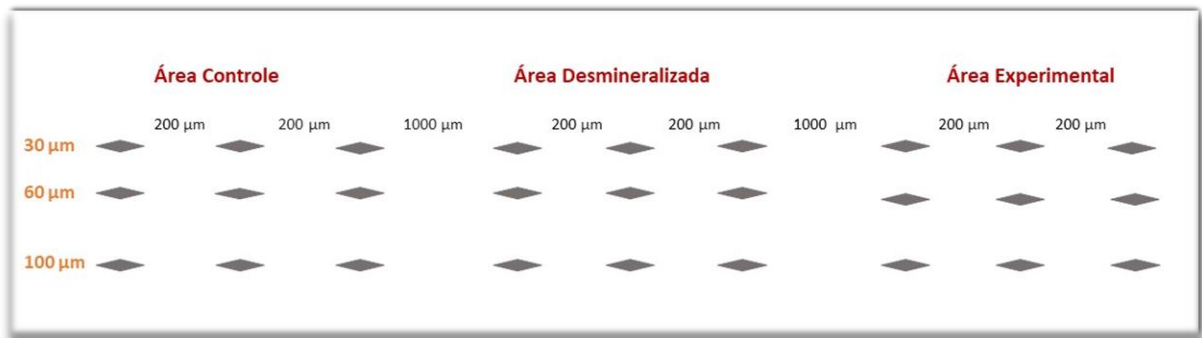 Área Controle Área Desmineralizada Área Experimental
200 µm 200 µm 1000 µm 200 µm 200 µm 1000 µm 200 µm 200 µm
30 µm
60 µm
100 µm